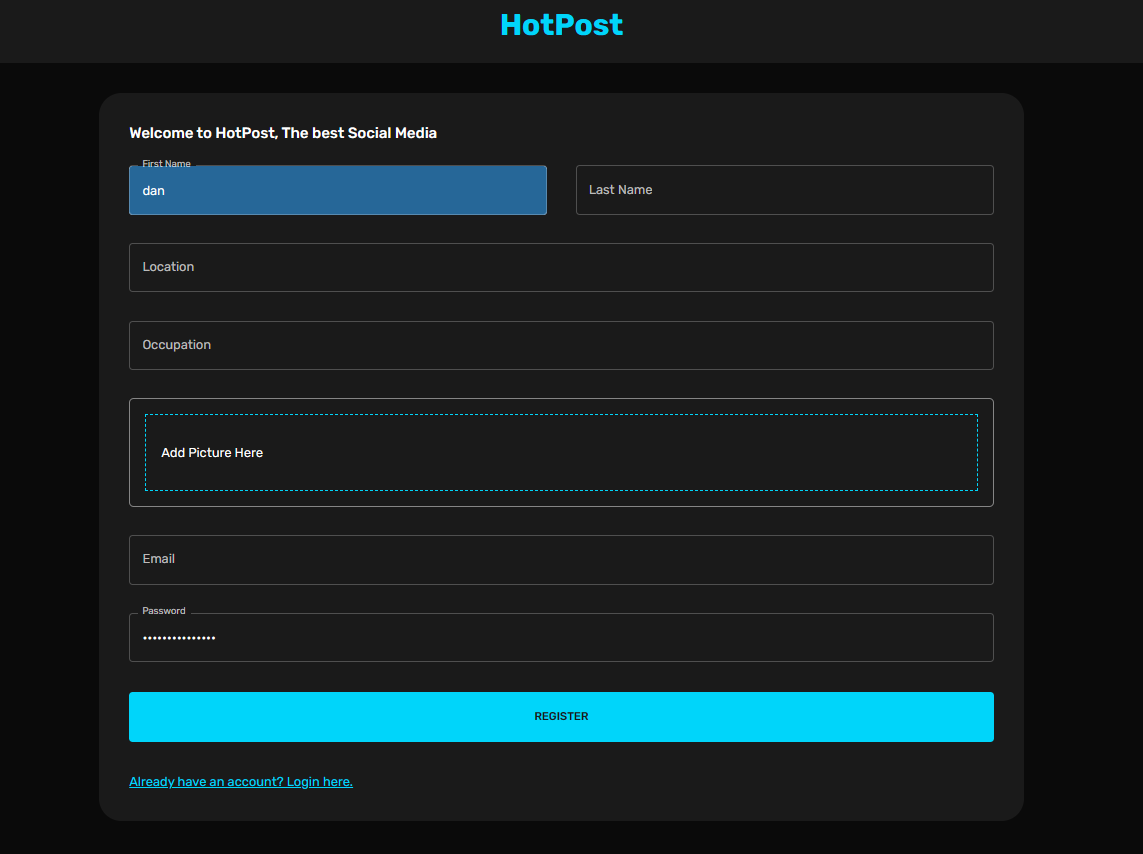 HotPost
Welcome to HotPost, The best Social Media
First Name
dan
Last Name
Location
Occupation
Add Picture Here
Email
Password
•••••••••••••••
REGISTER
Already have an account? Login here.